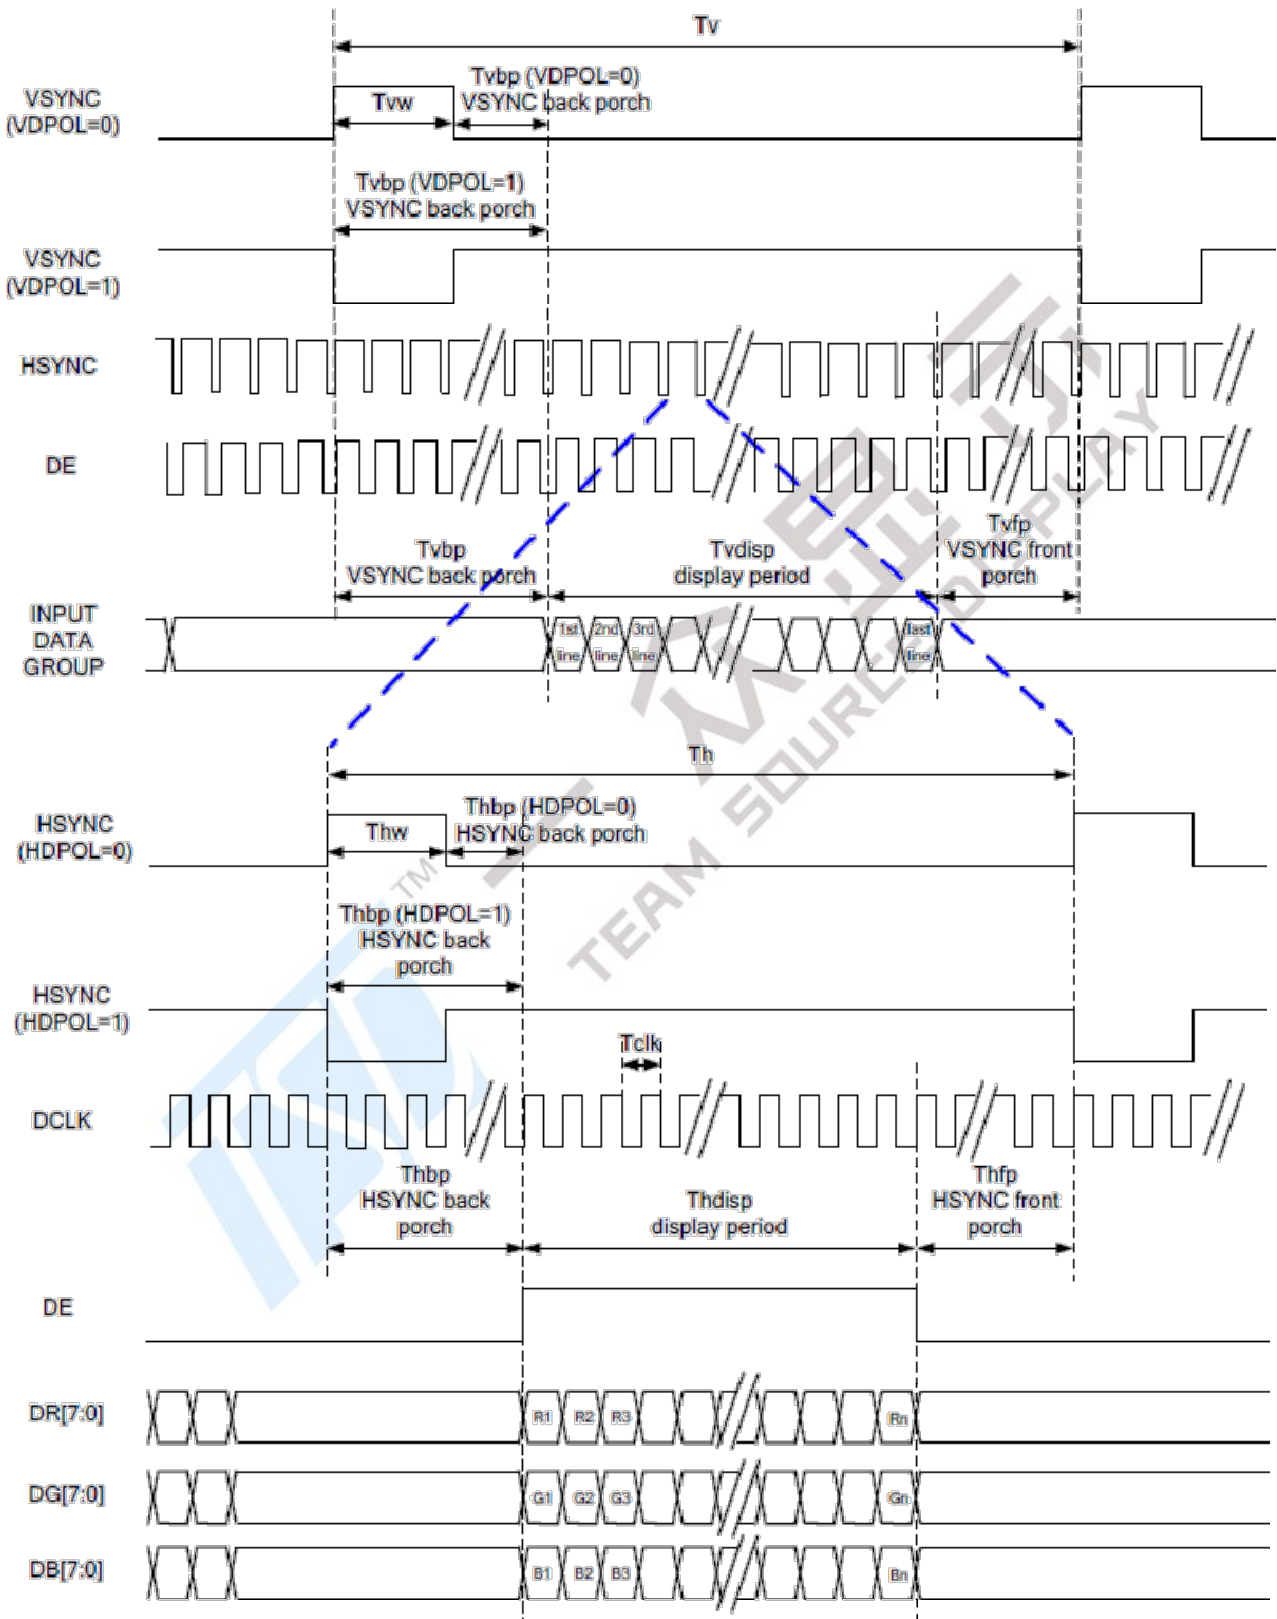 Tv
Tvbp (VDPOL=0)
VSYNC back porch
VSYNC
(VDPOL=0)
Tvw
Tvbp (VDPOL=1)
VSYNC back porch
VSYNC
(VDPOL=1)
HSYNC
DE
Tvbp
VSYNC back porch
Tvdisp
display period
Tvfp
VSYNC front
porch
INPUT
DATA
GROUP
1st
line
2nd
line
3rd
line
last
line
Th
HSYNC
(HDPOL=0)
Thw
Thbp (HDPOL=0)
HSYNC back porch
Thbp (HDPOL=1)
HSYNC back
porch
HSYNC
(HDPOL=1)
Tclk
DCLK
Thbp
HSYNC back
porch
Thdisp
display period
Thfp
HSYNC front
porch
DE
DR[7:0]
R1
R2
R3
Rn
DG[7:0]
G1
G2
G3
Gn
DB[7:0]
B1
B2
B3
Bn
TM
一众显示
TEAM SOURCE DISPLAY